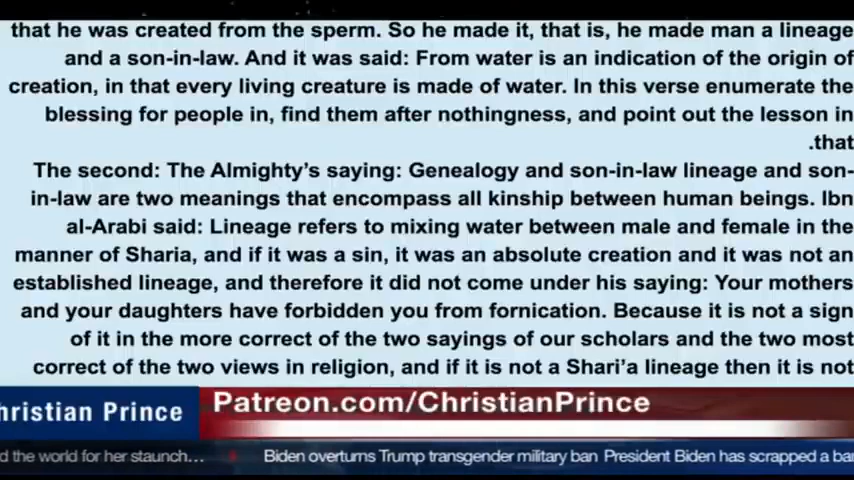 that he was created from the sperm. So he made it, that is, he made man a lineage
and a son-in-law. And it was said: From water is an indication of the origin of
creation, in that every living creature is made of water. In this verse enumerate the
blessing for people in, find them after nothingness, and point out the lesson in
.that
The second: The Almighty's saying: Genealogy and son-in-law lineage and son-
in-law are two meanings that encompass all kinship between human beings. Ibn
al-Arabi said: Lineage refers to mixing water between male and female in the
manner of Sharia, and if it was a sin, it was an absolute creation and it was not an
established lineage, and therefore it did not come under his saying: Your mothers
and your daughters have forbidden you from fornication. Because it is not a sign
of it in the more correct of the two sayings of our scholars and the two most
correct of the two views in religion, and if it is not a Shari'a lineage then it is not
hristian Prince
Patreon.com/ChristianPrince
d the world for her staunch... Biden overturns Trump transgender military ban President Biden has scrapped a ban